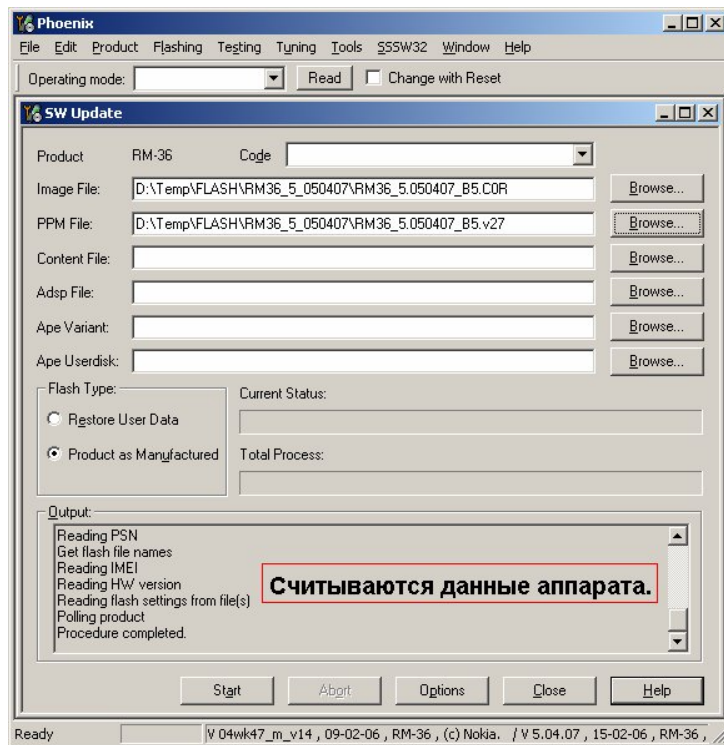 Phoenix
File Edit Product Flashing Testing Tuning Tools SSSW32 Window Help
Operating mode: Read Change with Reset
SW Update
Product RM-36 Code
Image File: D:\Temp\FLASH\RM36_5_050407\RM36_5.050407_B5.C0R Browse...
PPM File: D:\Temp\FLASH\RM36_5_050407\RM36_5.050407_B5.v27 Browse...
Content File: Browse...
Adsp File: Browse...
Ape Variant: Browse...
Ape Userdisk: Browse...
Flash Type:
Restore User Data
Product as Manufactured
Current Status:
Total Process:
Output:
Reading PSN
Get flash file names
Reading IMEI
Reading HW version
Reading flash settings from file(s)
Polling product
Procedure completed.
Считываются данные аппарата.
Start Abort Options Close Help
Ready V 04wk47_m_v14 , 09-02-06 , RM-36 , (c) Nokia. / V 5.04.07 , 15-02-06 , RM-36 ,